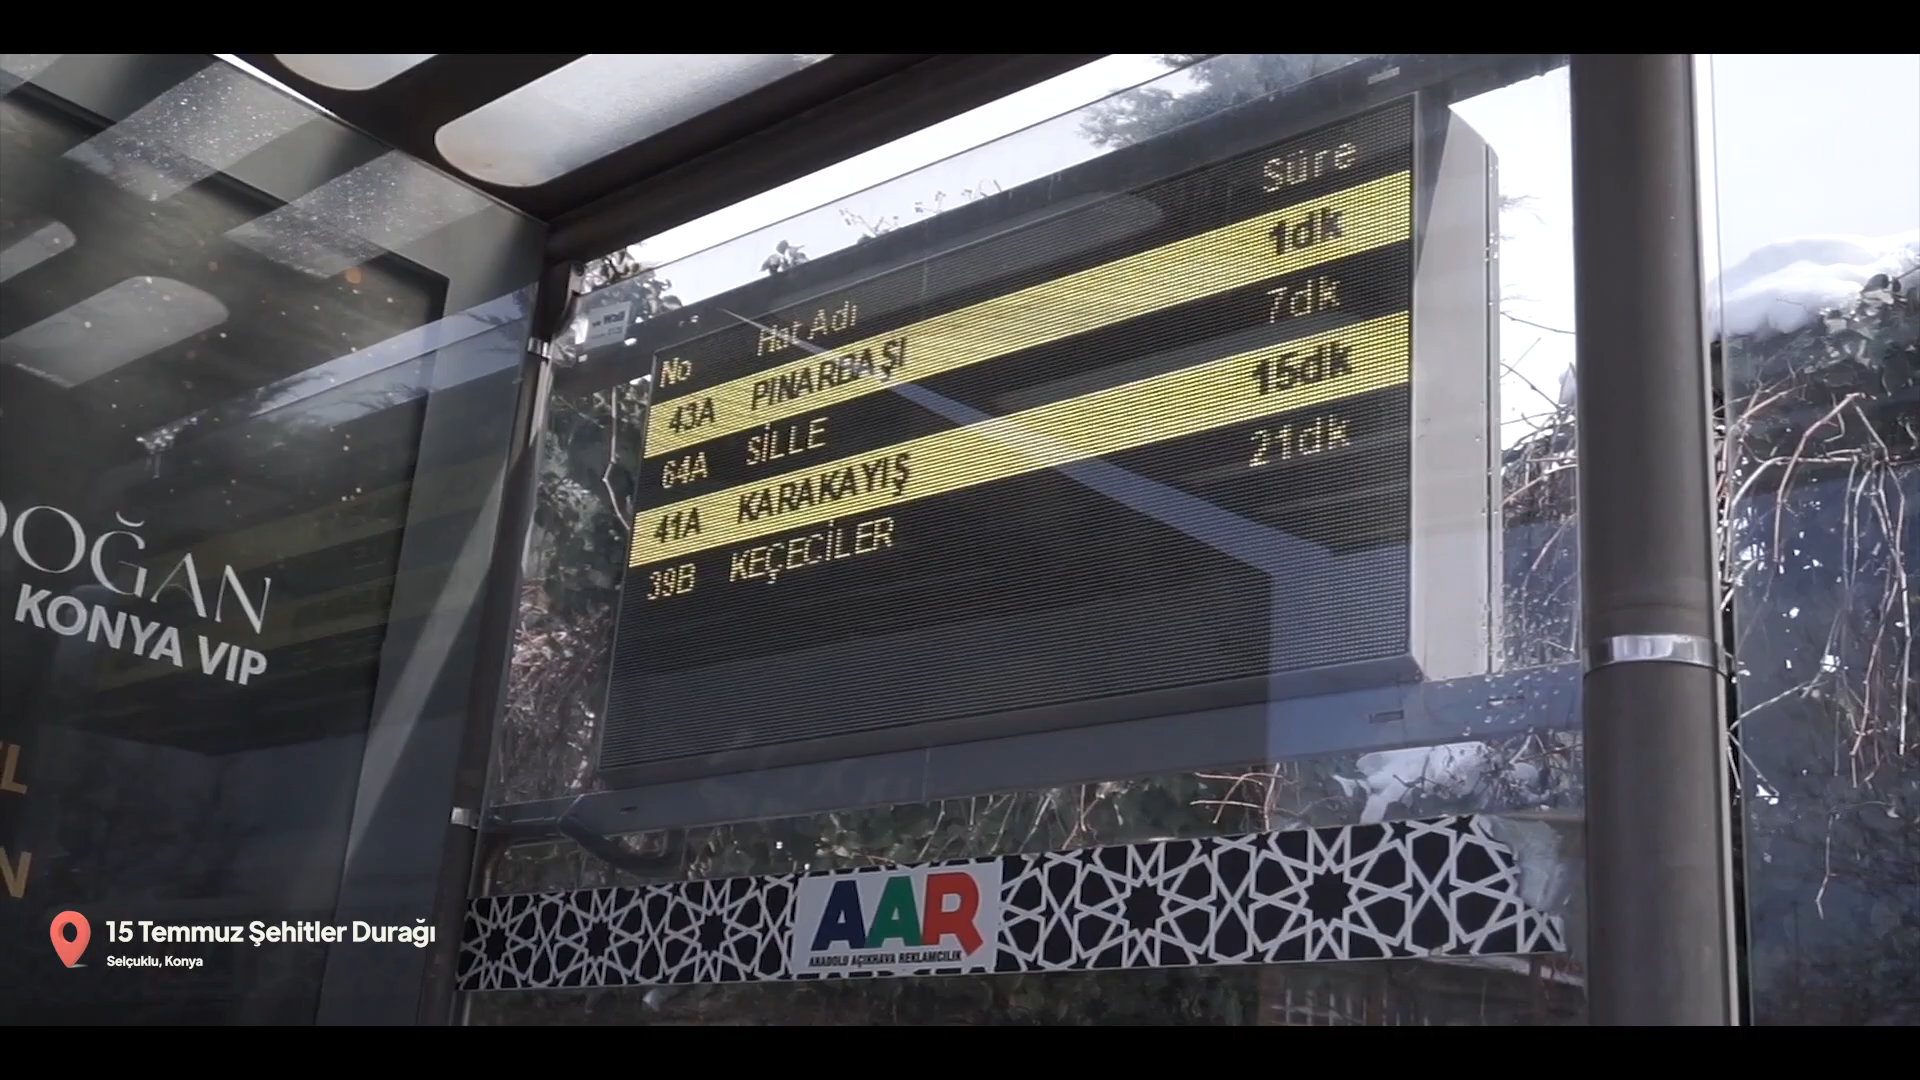 No Hat Adı Süre
43A PINARBAŞI 1dk
64A SİLLE 7dk
41A KARAKAYIŞ 15dk
39B KEÇECİLER 21dk
DOĞAN
KONYA VIP
AAR
ANADOLU AÇIKHAVA REKLAMCILIK
15 Temmuz Şehitler Durağı
Selçuklu, Konya